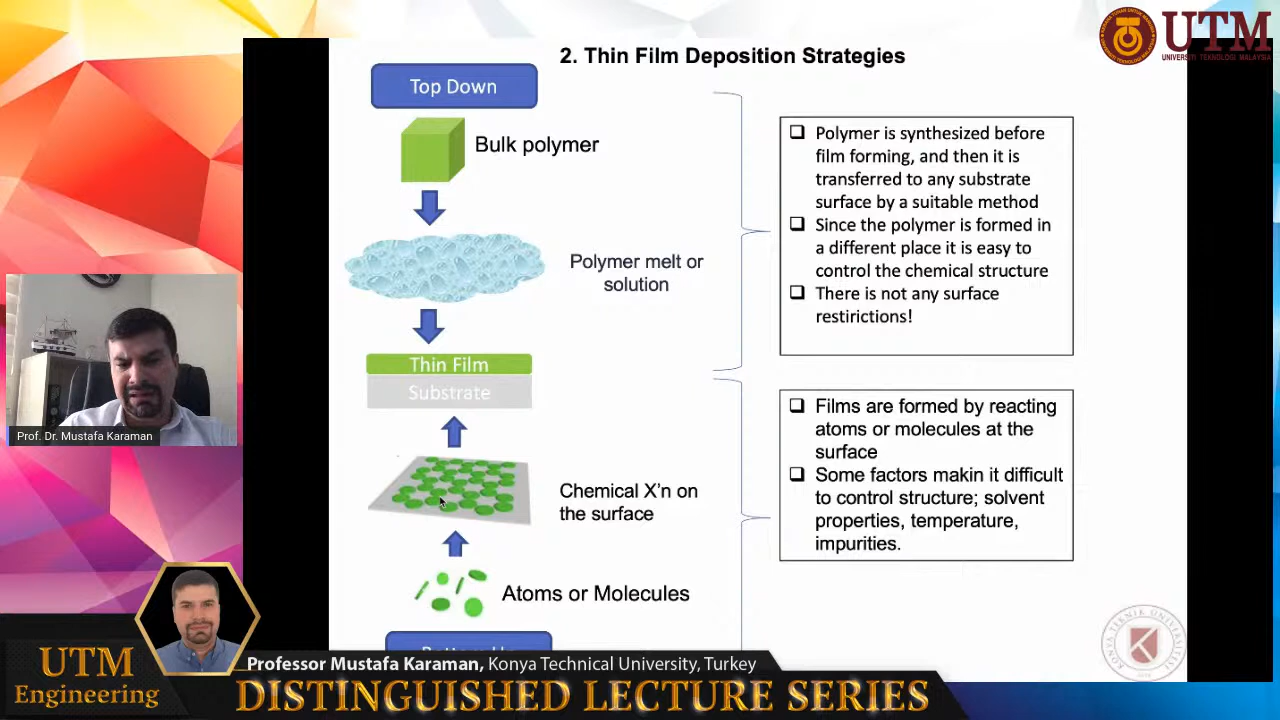 UTM
UNIVERSITI TEKNOLOGI MALAYSIA
2. Thin Film Deposition Strategies
Top Down
Bulk polymer
Polymer melt or
solution
Thin Film
Substrate
Chemical X'n on
the surface
Atoms or Molecules
❑ Polymer is synthesized before
film forming, and then it is
transferred to any substrate
surface by a suitable method
❑ Since the polymer is formed in
a different place it is easy to
control the chemical structure
❑ There is not any surface
restirictions!
❑ Films are formed by reacting
atoms or molecules at the
surface
❑ Some factors makin it difficult
to control structure; solvent
properties, temperature,
impurities.
Prof. Dr. Mustafa Karaman
UTM
Engineering
Professor Mustafa Karaman, Konya Technical University, Turkey
DISTINGUISHED LECTURE SERIES